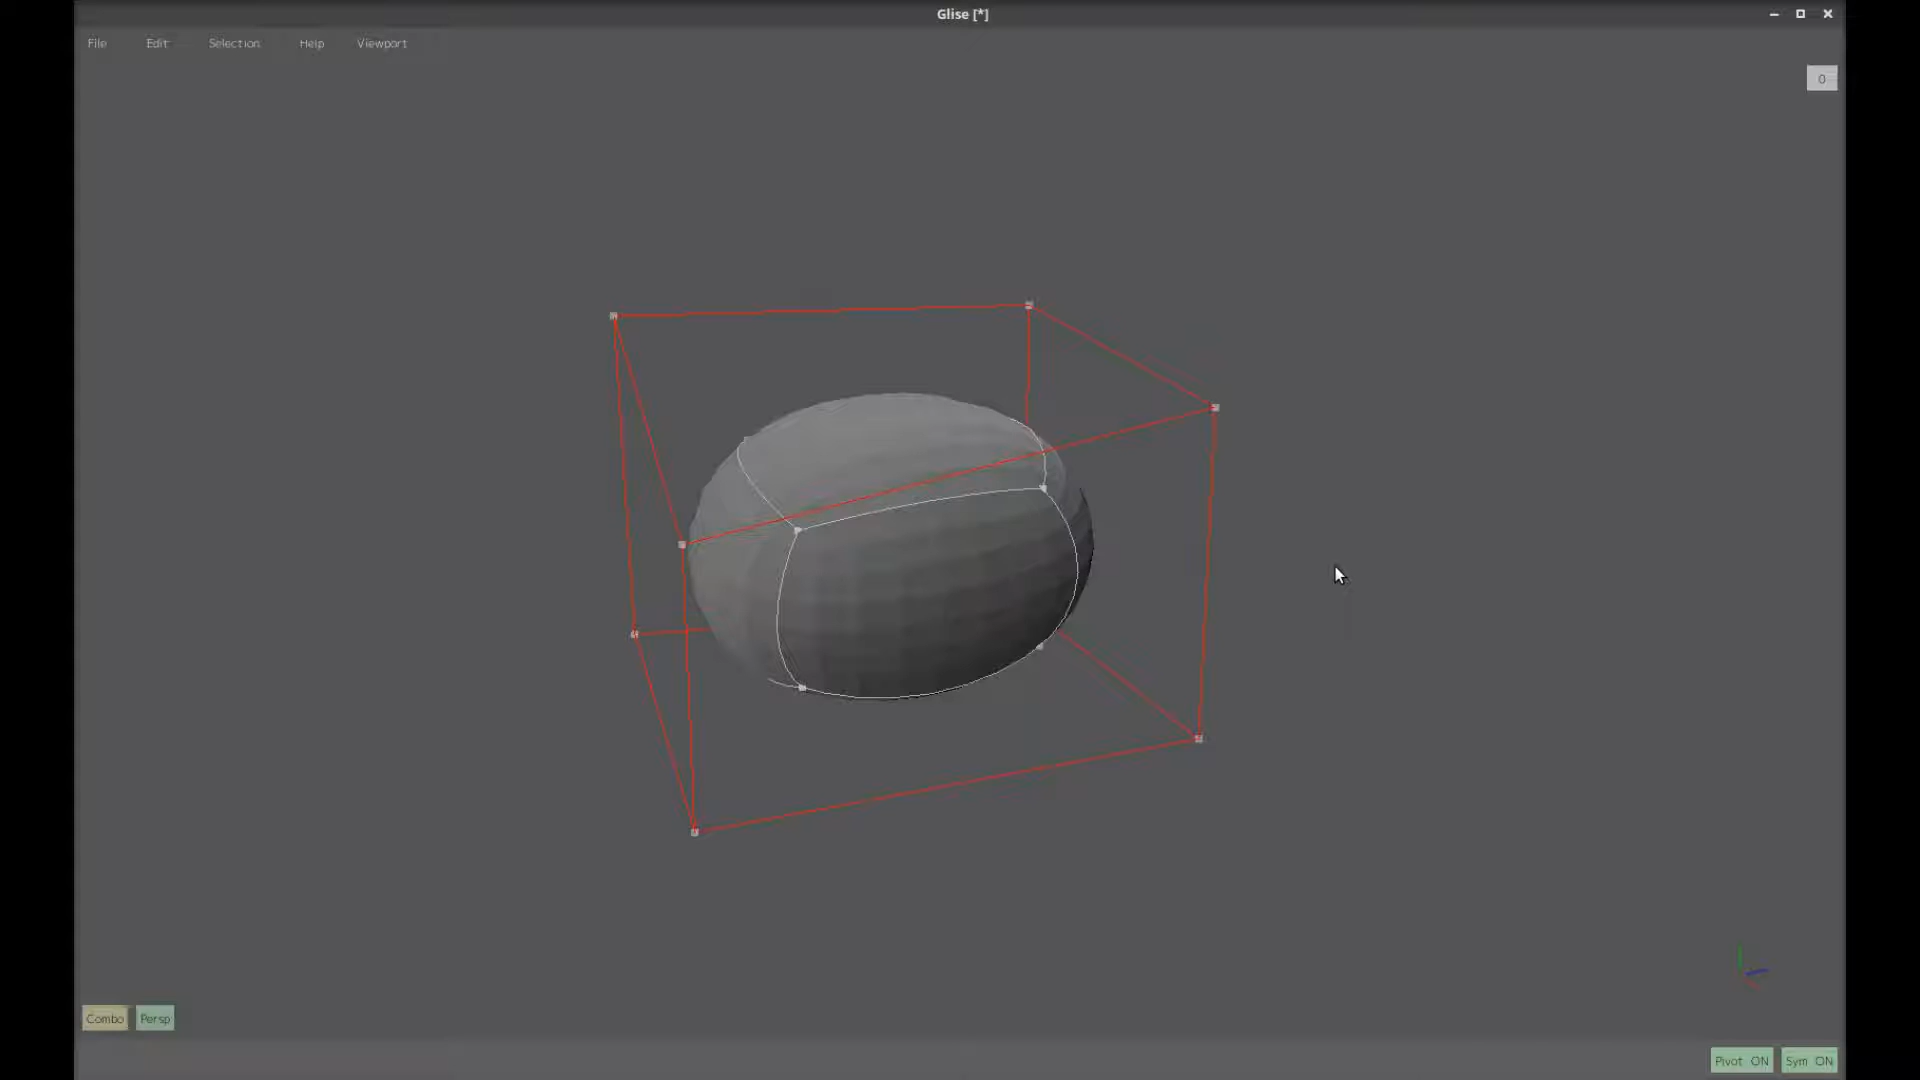 Glise [*]
File Edit Selection Help Viewport
0
Combo Persp
Pivot ON Sym ON